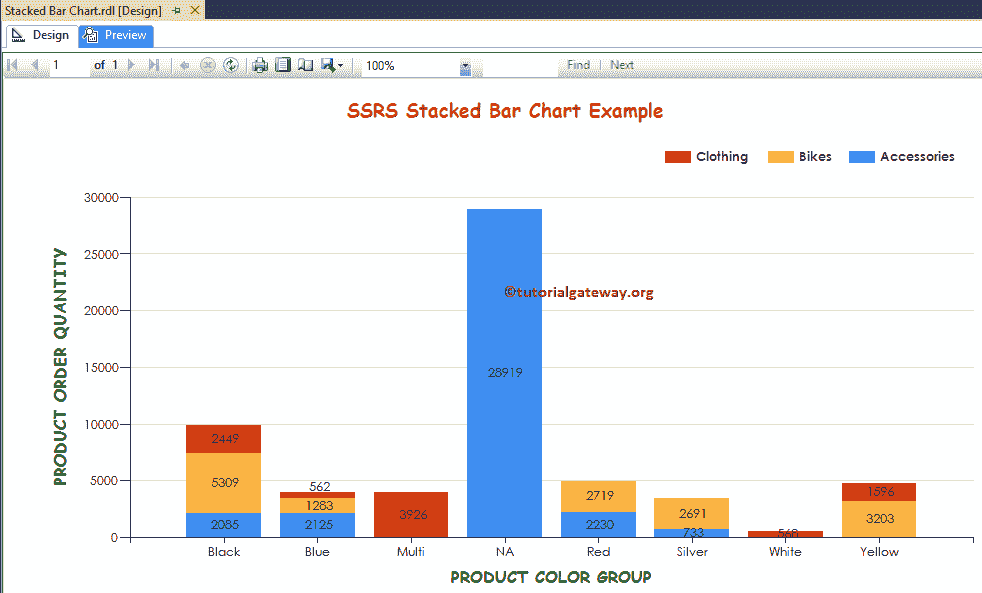 Stacked Bar Chart.rdl [Design]
Design Preview
1 of 1 100% Find | Next
SSRS Stacked Bar Chart Example
Clothing Bikes Accessories
PRODUCT ORDER QUANTITY
30000
25000
20000
15000
10000
5000
0
©tutorialgateway.org
2449
5309
2085
562
1283
2125
3926
28919
2719
2230
2691
733
568
1596
3203
Black Blue Multi NA Red Silver White Yellow
PRODUCT COLOR GROUP